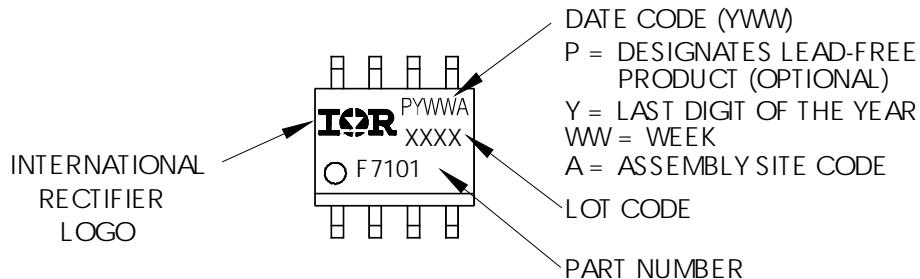 DATE CODE (YWW)
P = DESIGNATES LEAD-FREE
PRODUCT (OPTIONAL)
Y = LAST DIGIT OF THE YEAR
WW = WEEK
A = ASSEMBLY SITE CODE
LOT CODE
PART NUMBER
INTERNATIONAL
RECTIFIER
LOGO
IOR
PYWWA
XXXX
F7101